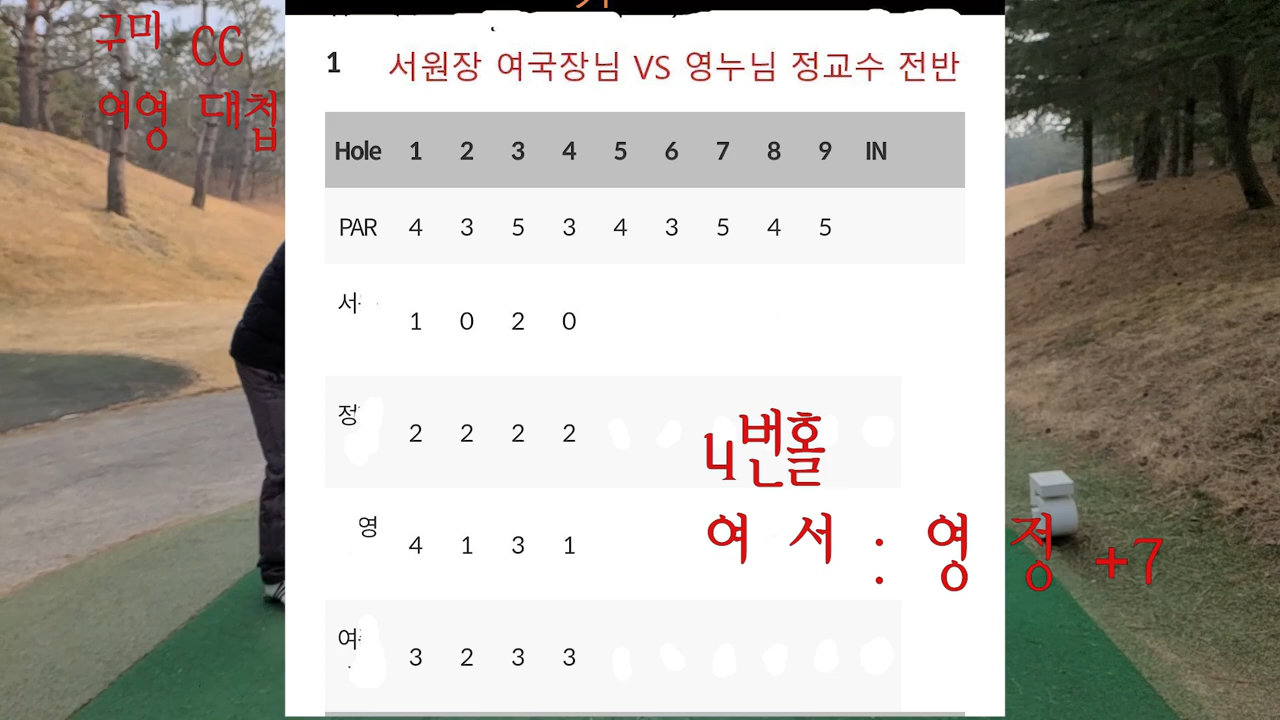 구미 CC
여영 대첩
1 서원장 여국장님 VS 영누님 정교수 전반
Hole 1 2 3 4 5 6 7 8 9 IN
PAR 4 3 5 3 4 3 5 4 5
서 1 0 2 0
정 2 2 2 2
4번홀
영 4 1 3 1
여 서 : 영 정 +7
여 3 2 3 3